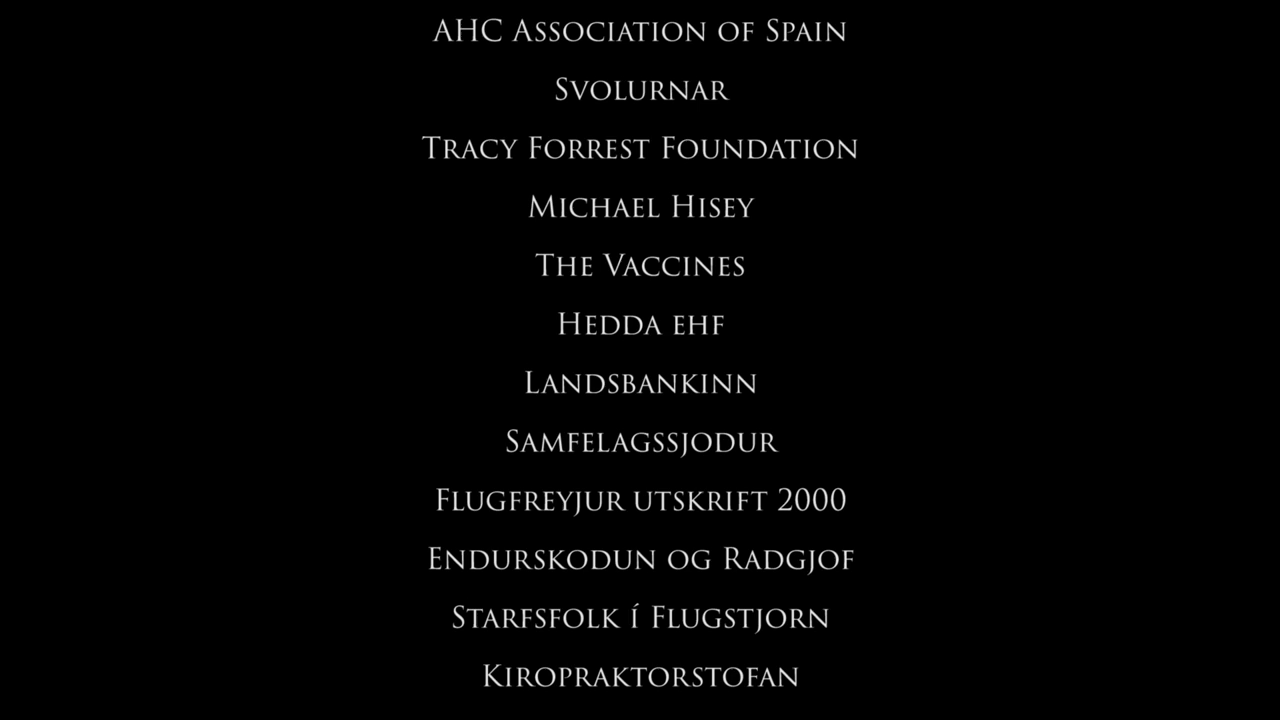 AHC Association of Spain
Svolurnar
Tracy Forrest Foundation
Michael Hisey
The Vaccines
Hedda ehf
Landsbankinn
Samfelagssjodur
Flugfreyjur utskrift 2000
Endurskodun og Radgjof
Starfsfolk í Flugstjorn
Kiropraktorstofan